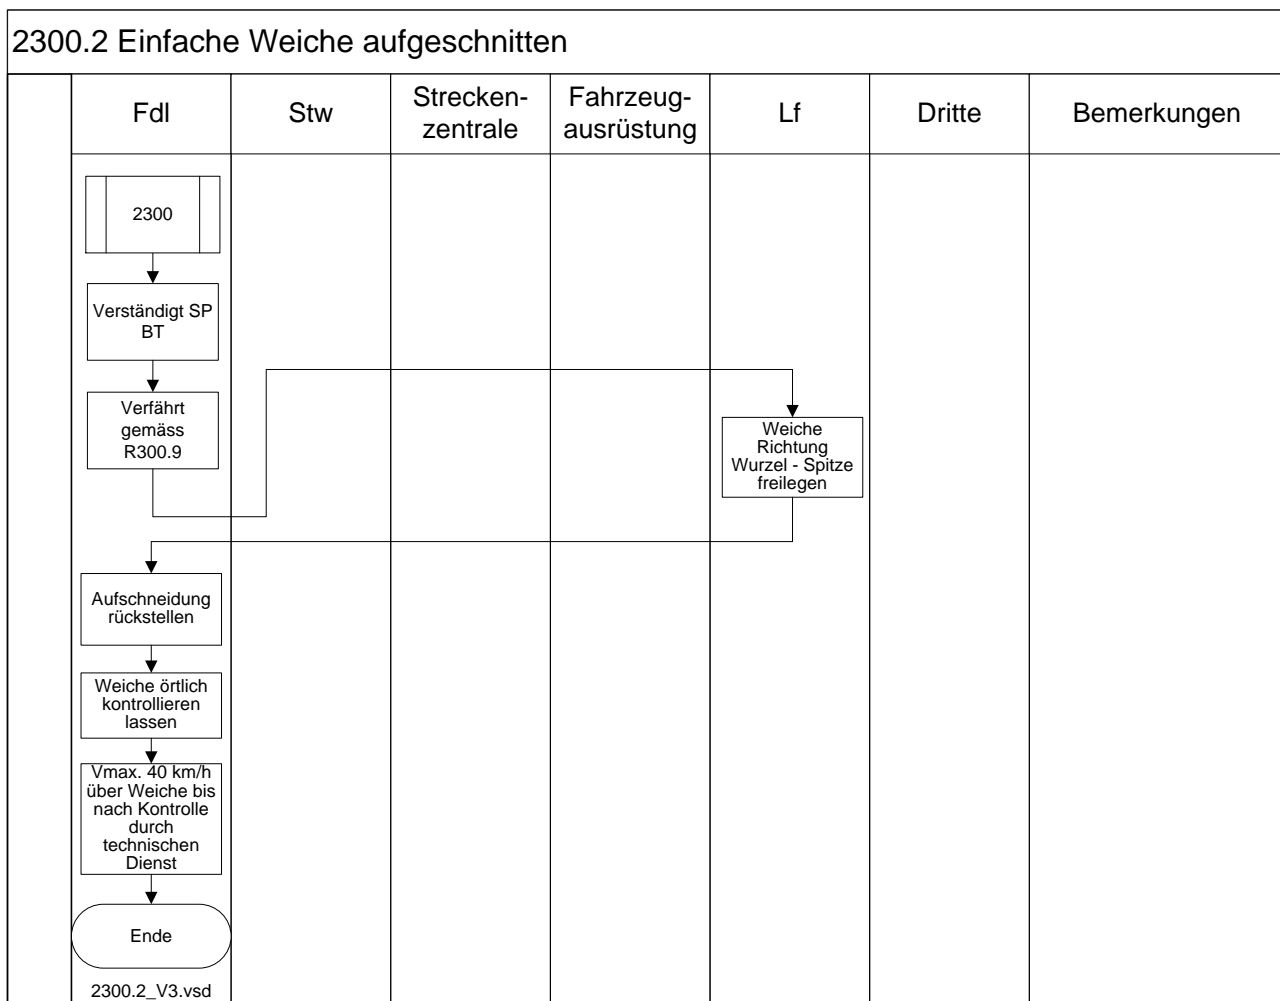 2300.2 Einfache Weiche aufgeschnitten
Fdl
Stw
Strecken-
zentrale
Fahrzeug-
ausrüstung
Lf
Dritte
Bemerkungen
2300
Verständigt SP
BT
Verfährt
gemäss
R300.9
Weiche
Richtung
Wurzel - Spitze
freilegen
Aufschneidung
rückstellen
Weiche örtlich
kontrollieren
lassen
Vmax. 40 km/h
über Weiche bis
nach Kontrolle
durch
technischen
Dienst
Ende
2300.2_V3.vsd